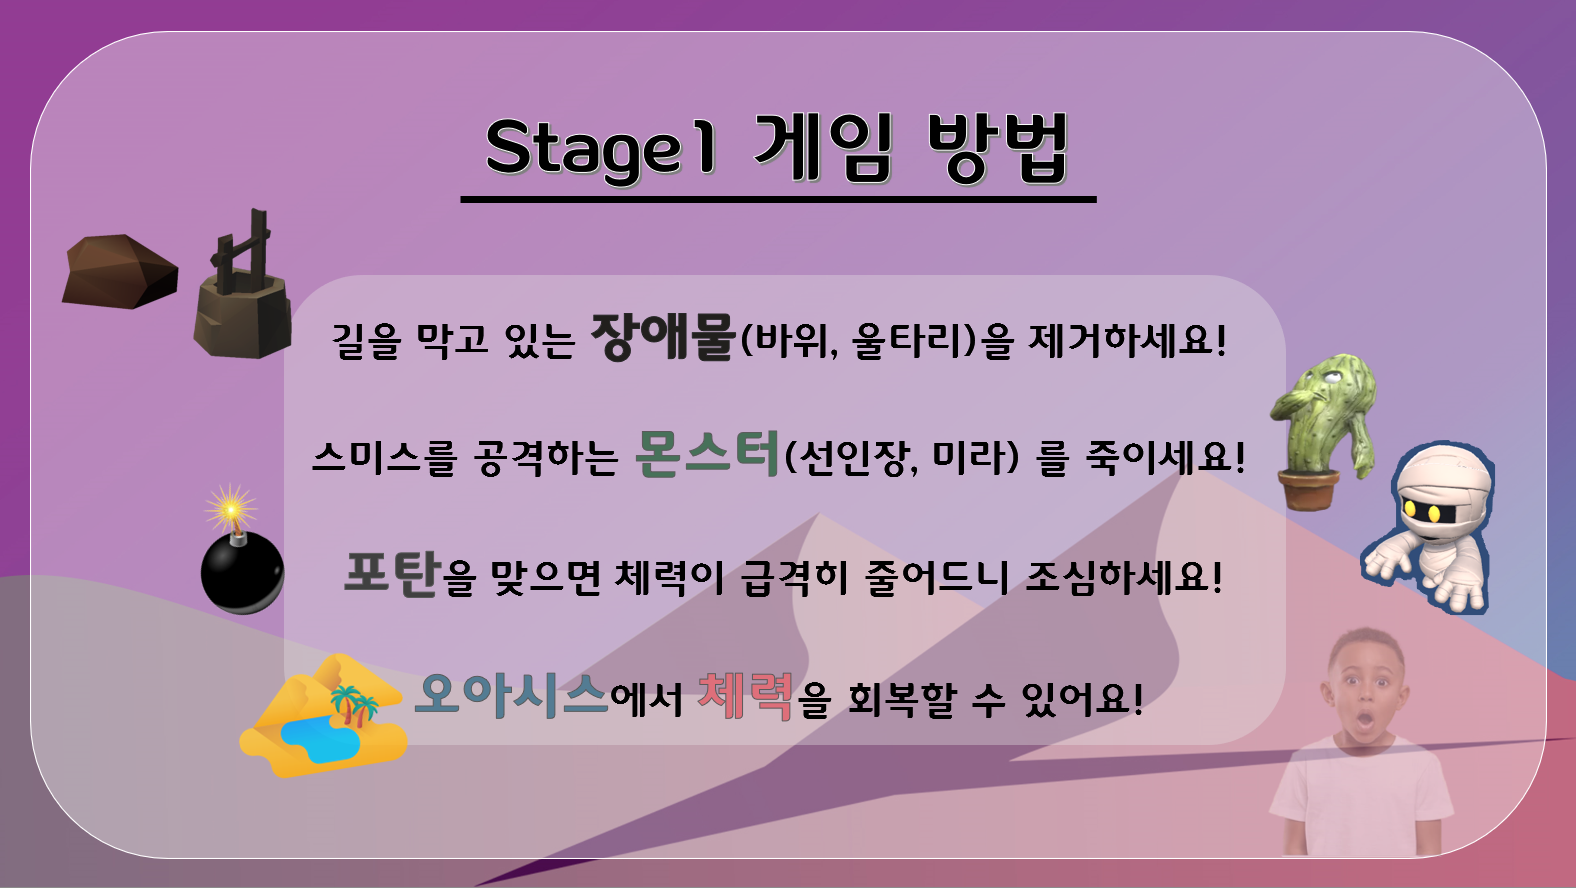 Stage1 게임 방법
길을 막고 있는 장애물(바위, 울타리)을 제거하세요!
스미스를 공격하는 몬스터(선인장, 미라) 를 죽이세요!
포탄을 맞으면 체력이 급격히 줄어드니 조심하세요!
오아시스에서 체력을 회복할 수 있어요!